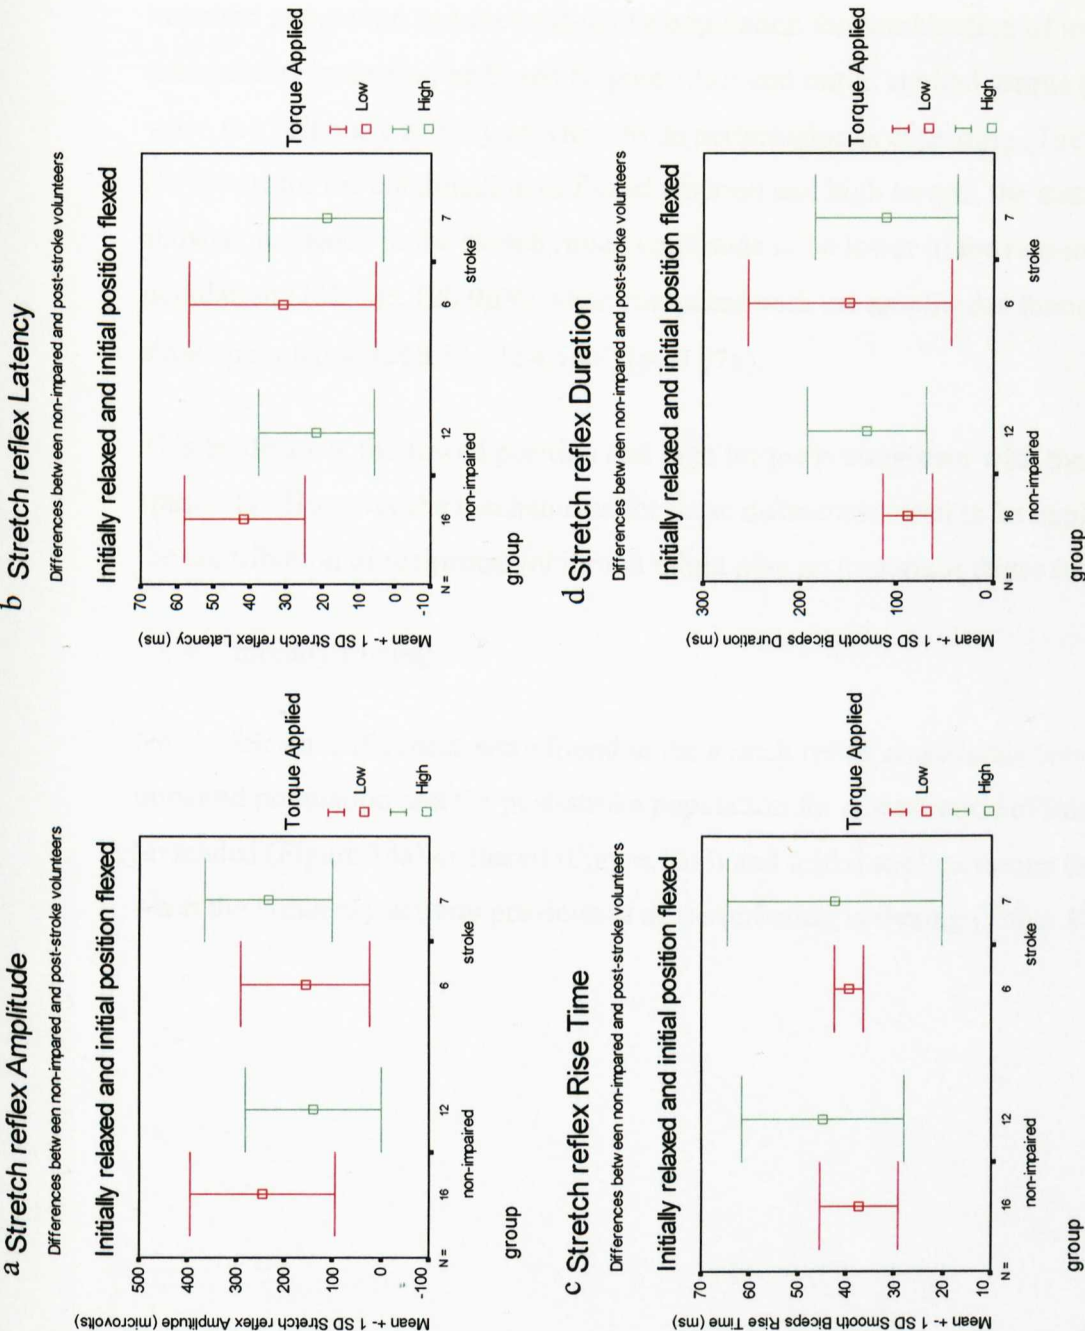 a Stretch reflex Amplitude
Differences between non-impaired and post-stroke volunteers
Initially relaxed and initial position flexed
Mean +- 1 SD Stretch reflex Amplitude (microvolts)
500
400
300
200
100
0
-100
N =
16
12
6
7
non-impaired
stroke
group
Torque Applied
Low
High
b Stretch reflex Latency
Differences between non-impaired and post-stroke volunteers
Initially relaxed and initial position flexed
Mean +- 1 SD Stretch reflex Latency (ms)
70
60
50
40
30
20
10
0
-10
N =
16
12
6
7
non-impaired
stroke
group
Torque Applied
Low
High
c Stretch reflex Rise Time
Differences between non-impaired and post-stroke volunteers
Initially relaxed and initial position flexed
Mean +- 1 SD Smooth Biceps Rise Time (ms)
70
60
50
40
30
20
10
N =
16
12
6
7
non-impaired
stroke
group
Torque Applied
Low
High
d Stretch reflex Duration
Differences between non-impaired and post-stroke volunteers
Initially relaxed and initial position flexed
Mean +- 1 SD Smooth Biceps Duration (ms)
300
200
100
0
N =
16
12
6
7
non-impaired
stroke
group
Torque Applied
Low
High